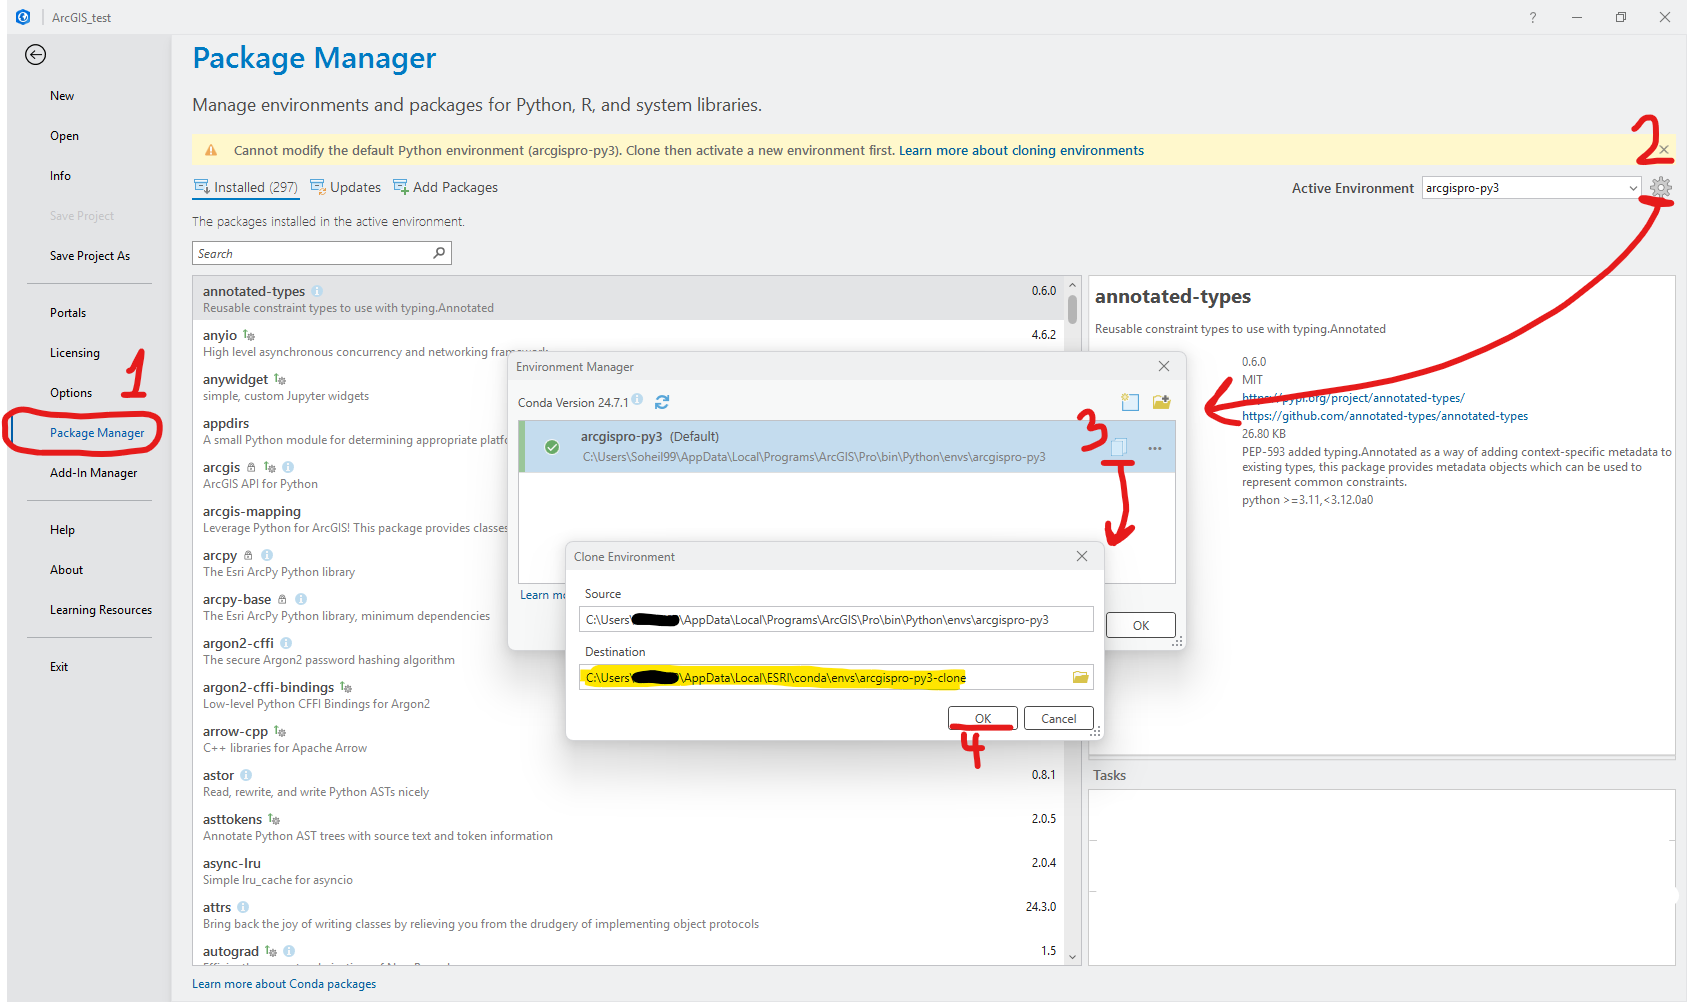 ArcGIS_test
?
New
Open
Info
Save Project
Save Project As
Portals
Licensing
Options
1
Package Manager
Add-In Manager
Help
About
Learning Resources
Exit
Package Manager
Manage environments and packages for Python, R, and system libraries.
Cannot modify the default Python environment (arcgispro-py3). Clone then activate a new environment first. Learn more about cloning environments
2
Installed (297) Updates Add Packages
Active Environment arcgispro-py3
The packages installed in the active environment.
Search
annotated-types 0.6.0
Reusable constraint types to use with typing.Annotated
anyio 4.6.2
High level asynchronous concurrency and networking framework
anywidget
simple, custom Jupyter widgets
appdirs
A small Python module for determining appropriate platfo
arcgis
ArcGIS API for Python
arcgis-mapping
Leverage Python for ArcGIS! This package provides classes
arcpy
The Esri ArcPy Python library
arcpy-base
The Esri ArcPy Python library, minimum dependencies
argon2-cffi
The secure Argon2 password hashing algorithm
argon2-cffi-bindings
Low-level Python CFFI Bindings for Argon2
arrow-cpp
C++ libraries for Apache Arrow
astor 0.8.1
Read, rewrite, and write Python ASTs nicely
asttokens 2.0.5
Annotate Python AST trees with source text and token information
async-lru 2.0.4
Simple lru_cache for asyncio
attrs 24.3.0
Bring back the joy of writing classes by relieving you from the drudgery of implementing object protocols
autograd 1.5
Learn more about Conda packages
annotated-types
Reusable constraint types to use with typing.Annotated
0.6.0
MIT
https://pypi.org/project/annotated-types/
https://github.com/annotated-types/annotated-types
26.80 KB
PEP-593 added typing.Annotated as a way of adding context-specific metadata to
existing types, this package provides metadata objects which can be used to
represent common constraints.
python >=3.11,<3.12.0a0
Tasks
Environment Manager
Conda Version 24.7.1
3
arcgispro-py3 (Default)
C:\Users\Soheil99\AppData\Local\Programs\ArcGIS\Pro\bin\Python\envs\arcgispro-py3
Learn mo
OK
Clone Environment
Source
C:\Users\ \AppData\Local\Programs\ArcGIS\Pro\bin\Python\envs\arcgispro-py3
Destination
C:\Users\ \AppData\Local\ESRI\conda\envs\arcgispro-py3-clone
OK Cancel
4